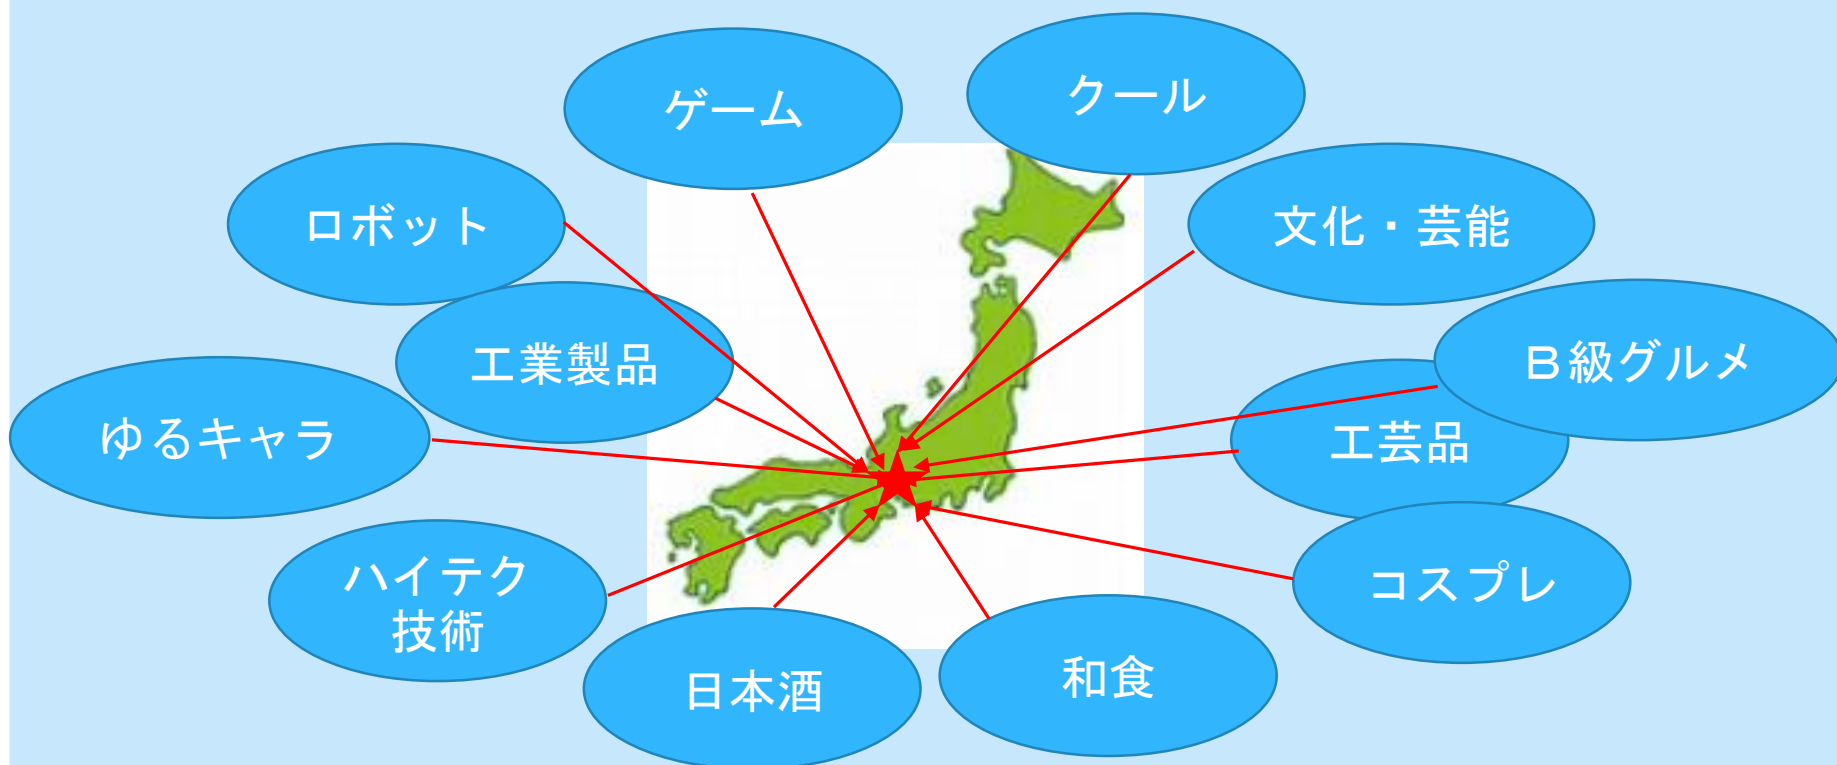 ゲーム
クール
ロボット
文化・芸能
工業製品
Ｂ級グルメ
ゆるキャラ
工芸品
ハイテク
技術
コスプレ
日本酒
和食